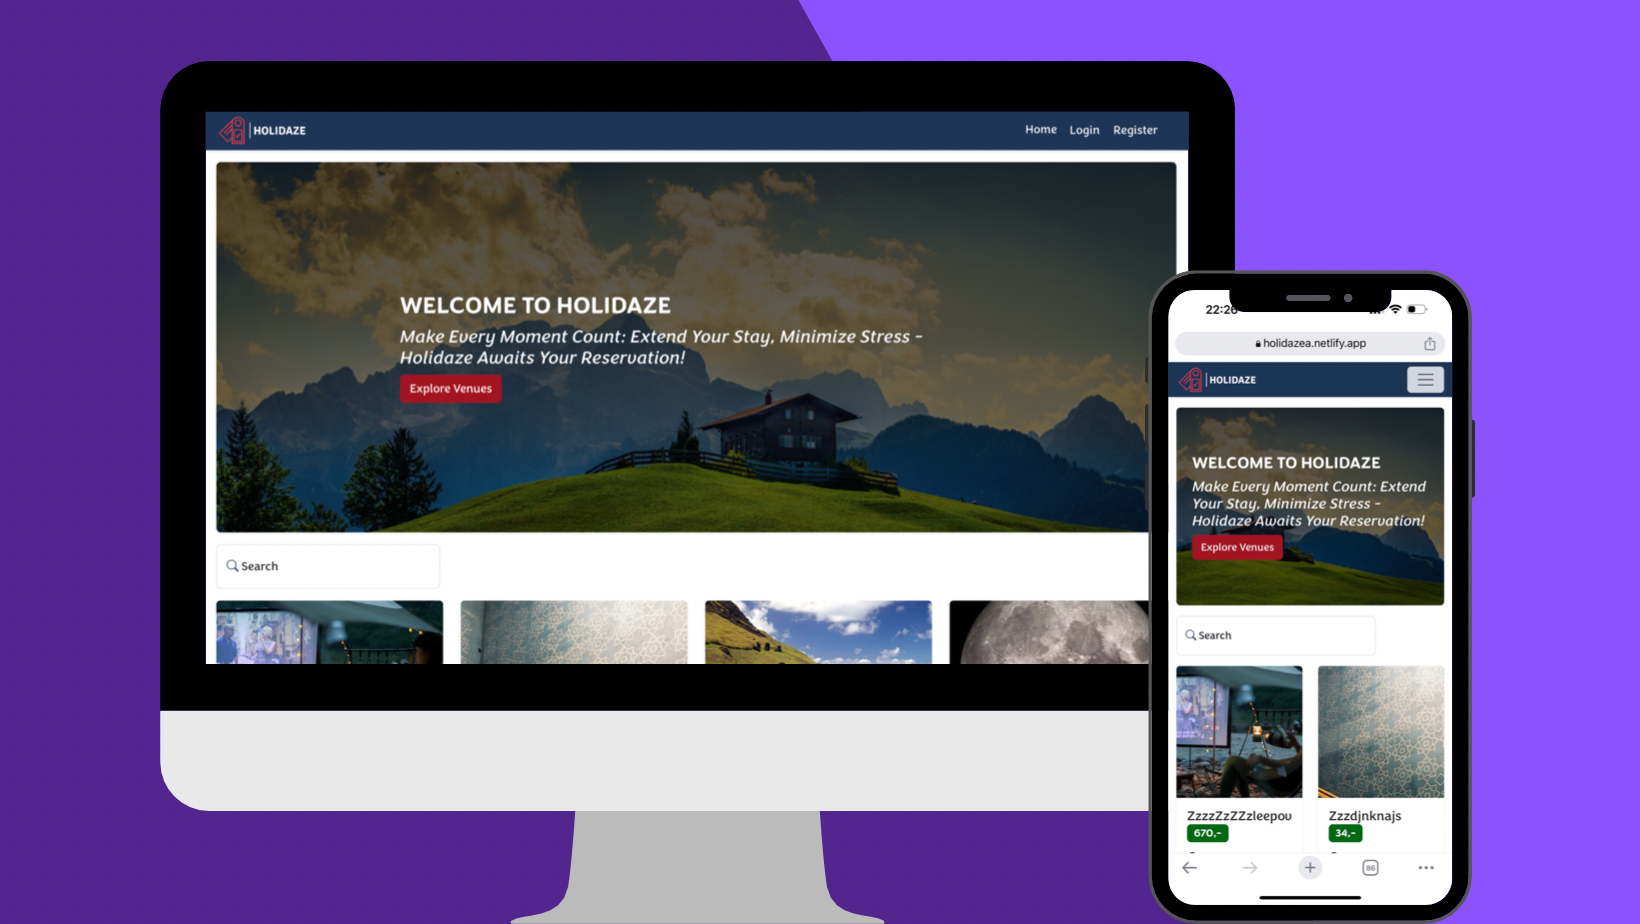 HOLIDAZE
Home Login Register
WELCOME TO HOLIDAZE
Make Every Moment Count: Extend Your Stay, Minimize Stress -
Holidaze Awaits Your Reservation!
Explore Venues
Search
holidazea.netlify.app
HOLIDAZE
WELCOME TO HOLIDAZE
Make Every Moment Count: Extend
Your Stay, Minimize Stress -
Holidaze Awaits Your Reservation!
Explore Venues
Search
ZzzzZzZZzleepou Zzzdjnknajs
670,- 34,-
86